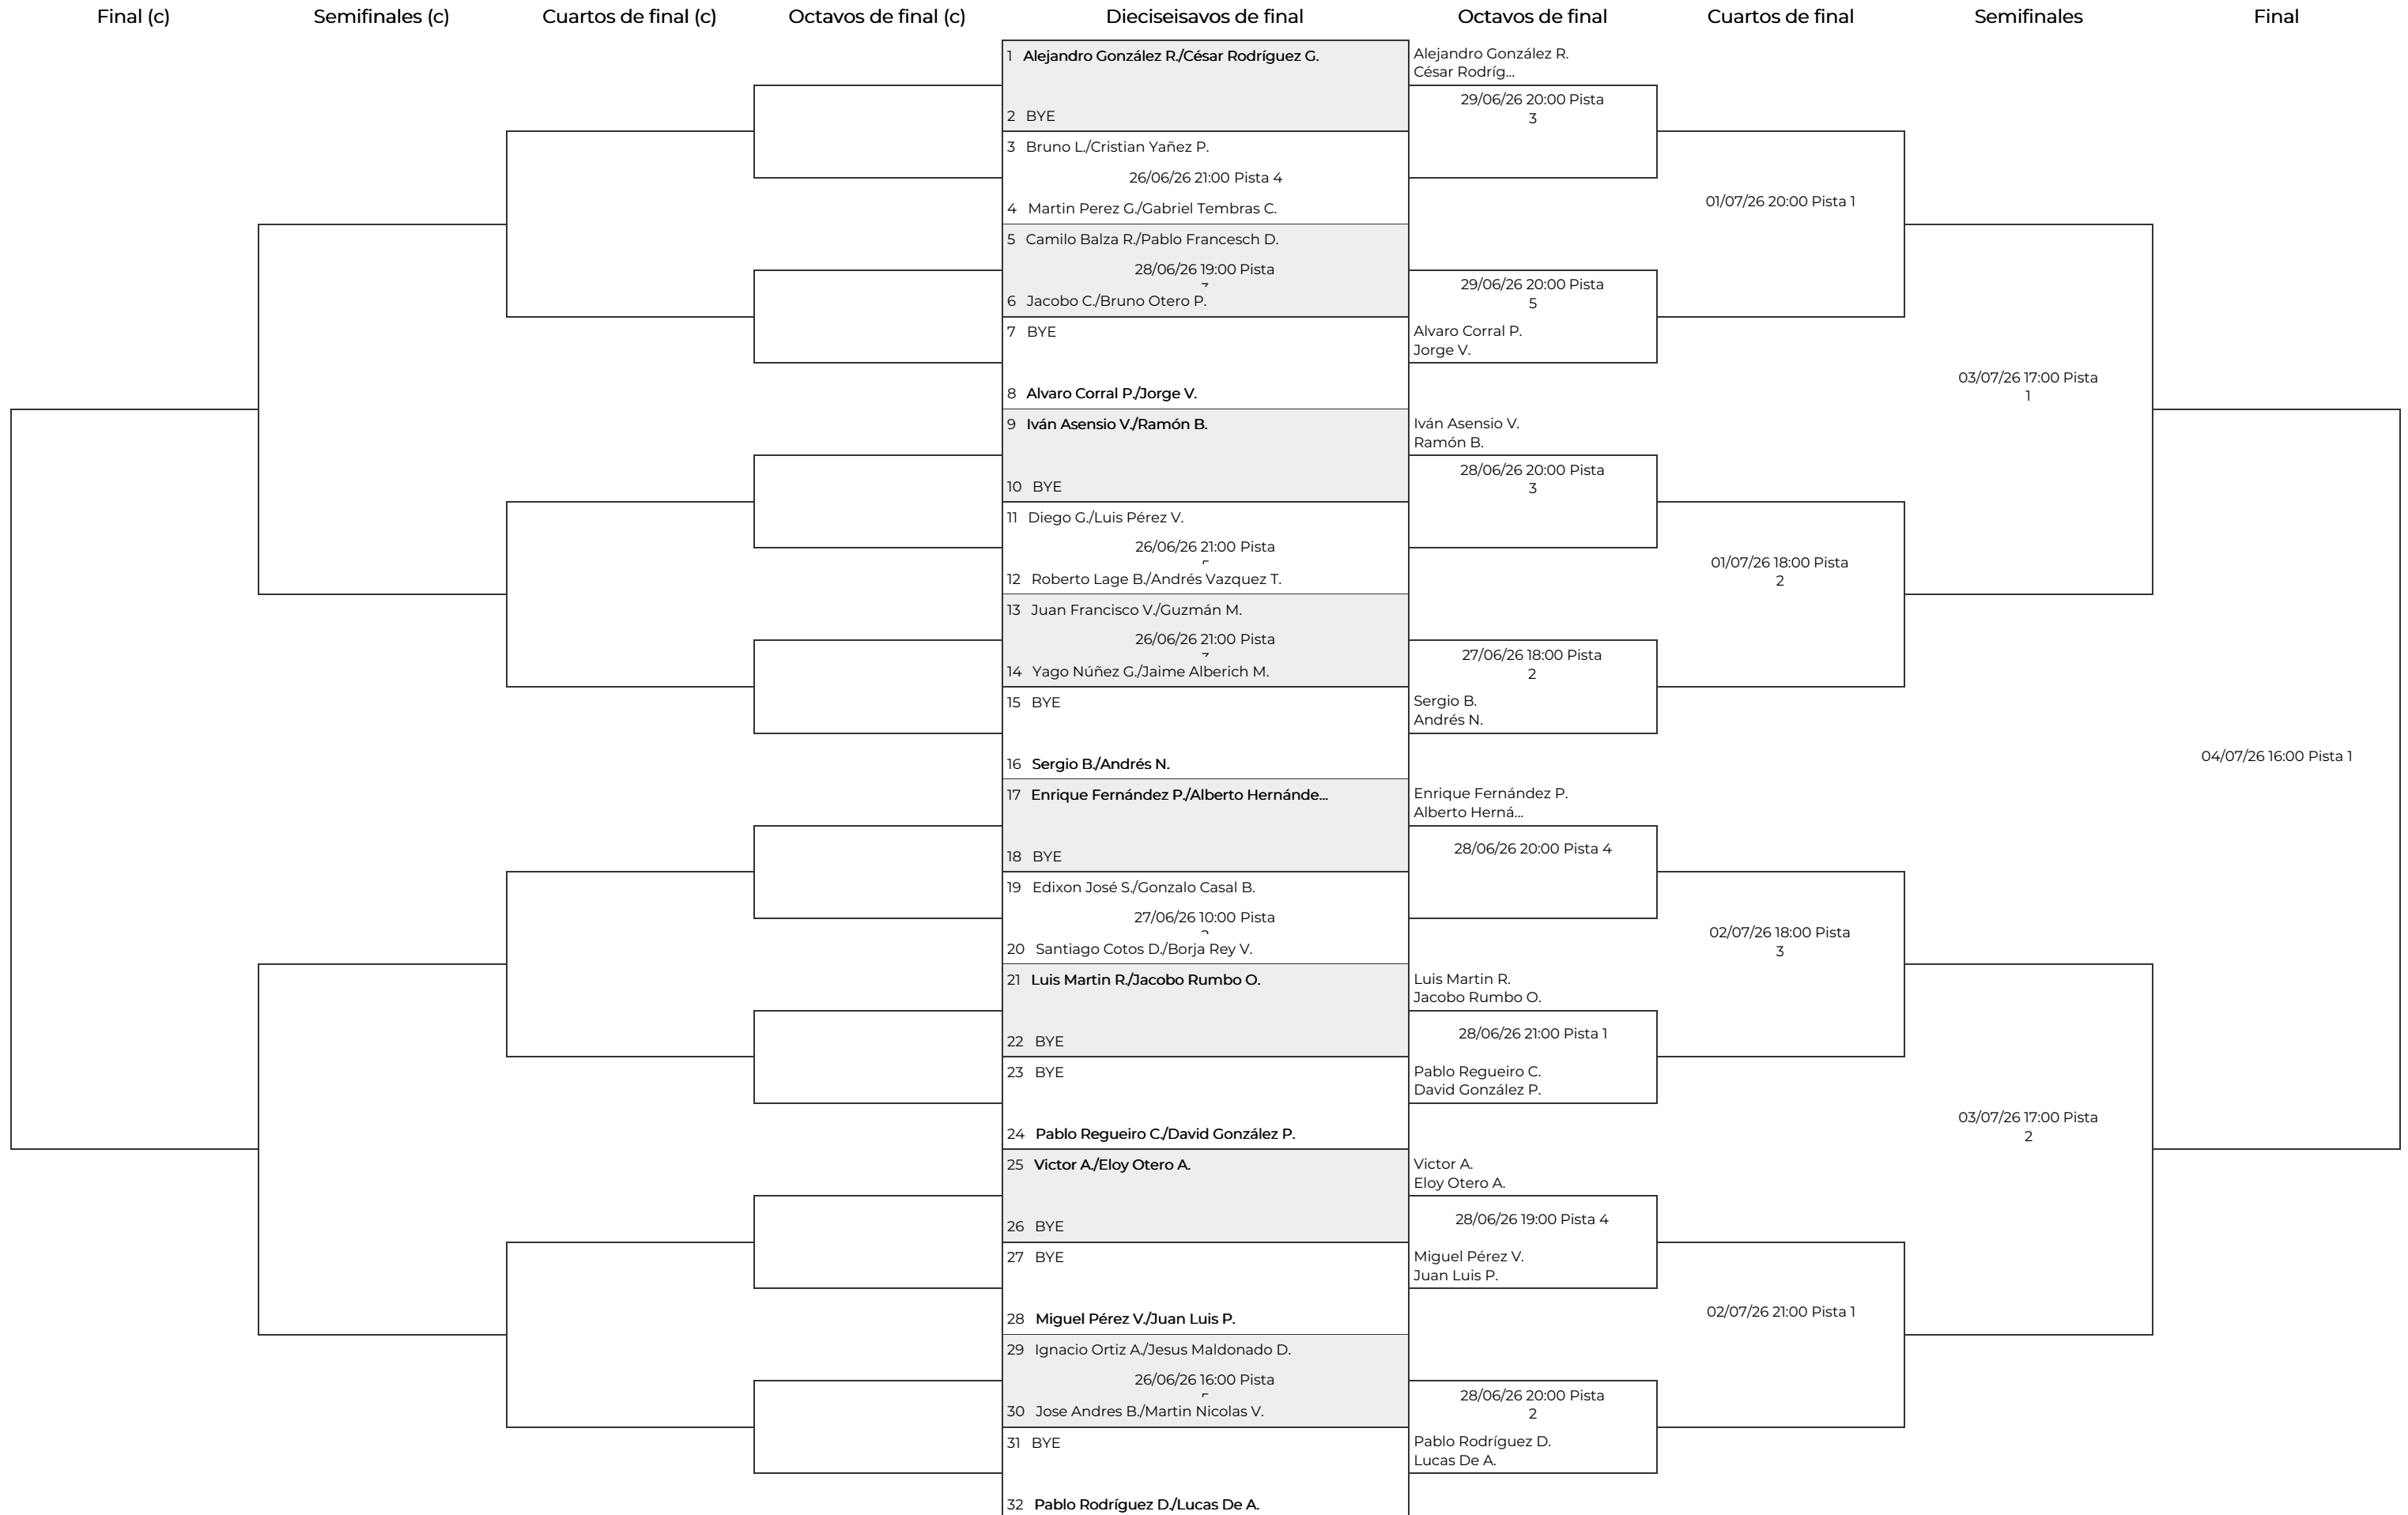 Final (c)
Semifinales (c)
Cuartos de final (c)
Octavos de final (c)
Dieciseisavos de final
Octavos de final
Cuartos de final
Semifinales
Final
1 Alejandro González R./César Rodríguez G.
2 BYE
3 Bruno L./Cristian Yañez P.
26/06/26 21:00 Pista 4
4 Martin Perez G./Gabriel Tembras C.
5 Camilo Balza R./Pablo Francesch D.
28/06/26 19:00 Pista
6 Jacobo C./Bruno Otero P.
7 BYE
8 Alvaro Corral P./Jorge V.
9 Iván Asensio V./Ramón B.
10 BYE
11 Diego G./Luis Pérez V.
26/06/26 21:00 Pista
12 Roberto Lage B./Andrés Vazquez T.
13 Juan Francisco V./Guzmán M.
26/06/26 21:00 Pista
14 Yago Núñez G./Jaime Alberich M.
15 BYE
16 Sergio B./Andrés N.
17 Enrique Fernández P./Alberto Hernánde...
18 BYE
19 Edixon José S./Gonzalo Casal B.
27/06/26 10:00 Pista
20 Santiago Cotos D./Borja Rey V.
21 Luis Martin R./Jacobo Rumbo O.
22 BYE
23 BYE
24 Pablo Regueiro C./David González P.
25 Victor A./Eloy Otero A.
26 BYE
27 BYE
28 Miguel Pérez V./Juan Luis P.
29 Ignacio Ortiz A./Jesus Maldonado D.
26/06/26 16:00 Pista
30 Jose Andres B./Martin Nicolas V.
31 BYE
32 Pablo Rodríguez D./Lucas De A.
Alejandro González R.
César Rodríg...
29/06/26 20:00 Pista
3
29/06/26 20:00 Pista
5
Alvaro Corral P.
Jorge V.
Iván Asensio V.
Ramón B.
28/06/26 20:00 Pista
3
27/06/26 18:00 Pista
2
Sergio B.
Andrés N.
Enrique Fernández P.
Alberto Herná...
28/06/26 20:00 Pista 4
Luis Martin R.
Jacobo Rumbo O.
28/06/26 21:00 Pista 1
Pablo Regueiro C.
David González P.
Victor A.
Eloy Otero A.
28/06/26 19:00 Pista 4
Miguel Pérez V.
Juan Luis P.
28/06/26 20:00 Pista
2
Pablo Rodríguez D.
Lucas De A.
01/07/26 20:00 Pista 1
01/07/26 18:00 Pista
2
02/07/26 18:00 Pista
3
02/07/26 21:00 Pista 1
03/07/26 17:00 Pista
1
03/07/26 17:00 Pista
2
04/07/26 16:00 Pista 1